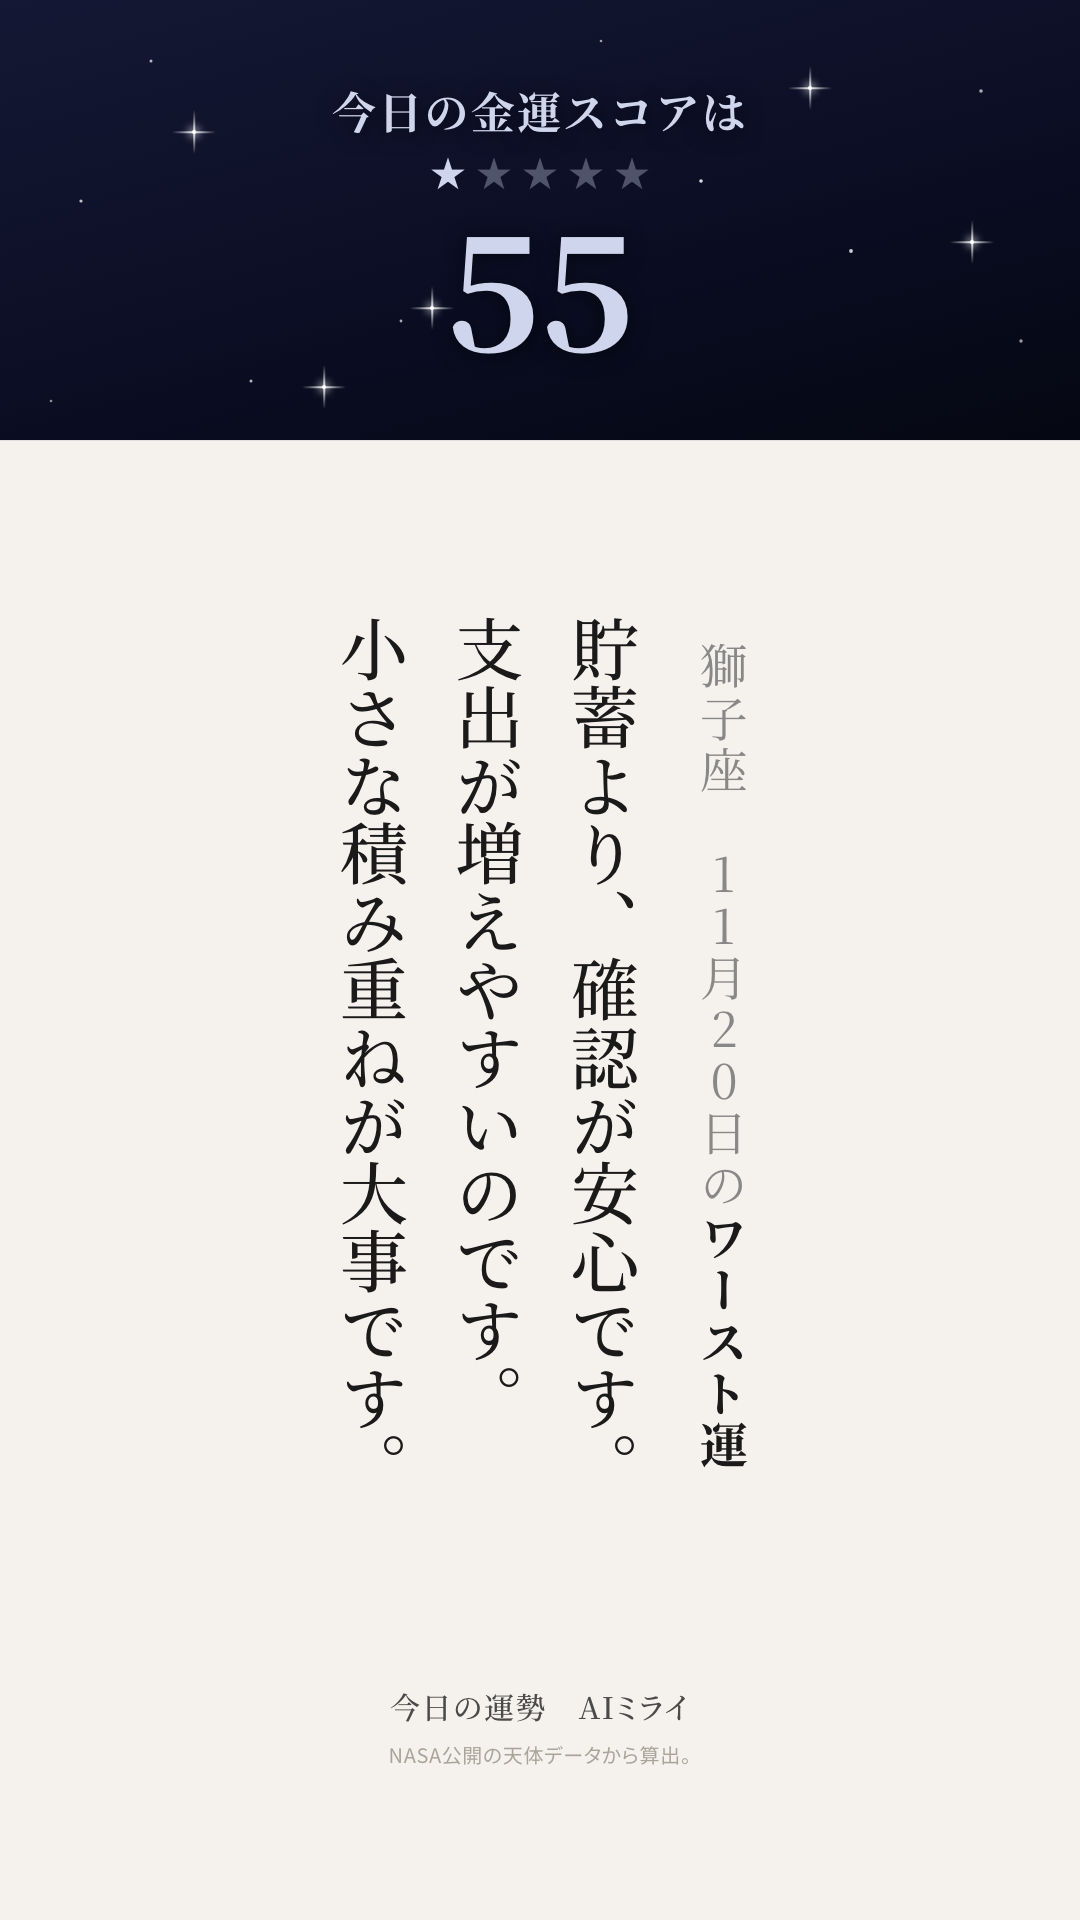 今日の金運スコアは
★★★★★
55
獅子座　11月20日のワースト運
貯蓄より、確認が安心です。
支出が増えやすいのです。
小さな積み重ねが大事です。
今日の運勢　AIミライ
NASA公開の天体データから算出。